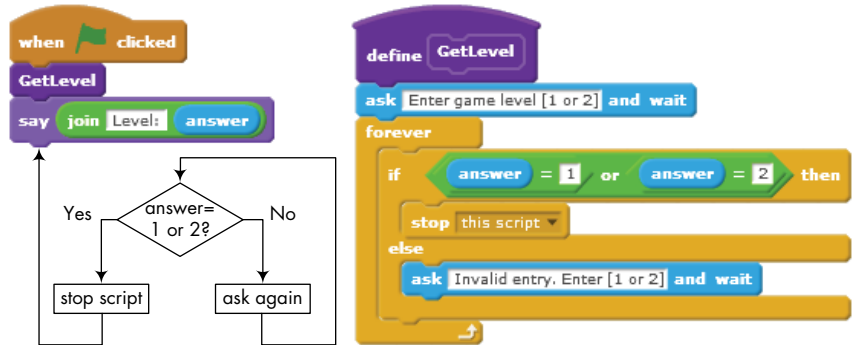 when clicked
GetLevel
say join Level: answer
Yes
answer=
1 or 2?
No
stop script
ask again
define GetLevel
ask Enter game level [1 or 2] and wait
forever
if answer = 1 or answer = 2 then
stop this script
else
ask Invalid entry. Enter [1 or 2] and wait